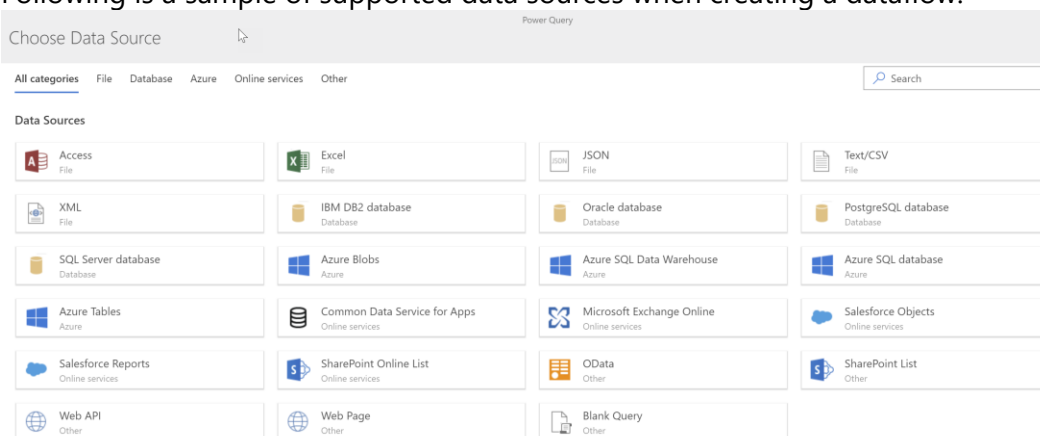 Following is a sample of supported data sources when creating a dataflow.
Power Query
Choose Data Source
All categories File Database Azure Online services Other
Search
Data Sources
Access
File
Excel
File
JSON
JSON
File
Text/CSV
File
XML
File
IBM DB2 database
Database
Oracle database
Database
PostgreSQL database
Database
SQL Server database
Database
Azure Blobs
Azure
Azure SQL Data Warehouse
Azure
Azure SQL database
Azure
Azure Tables
Azure
Common Data Service for Apps
Online services
Microsoft Exchange Online
Online services
Salesforce Objects
Online services
Salesforce Reports
Online services
SharePoint Online List
Online services
OData
Other
SharePoint List
Other
Web API
Other
Web Page
Other
Blank Query
Other